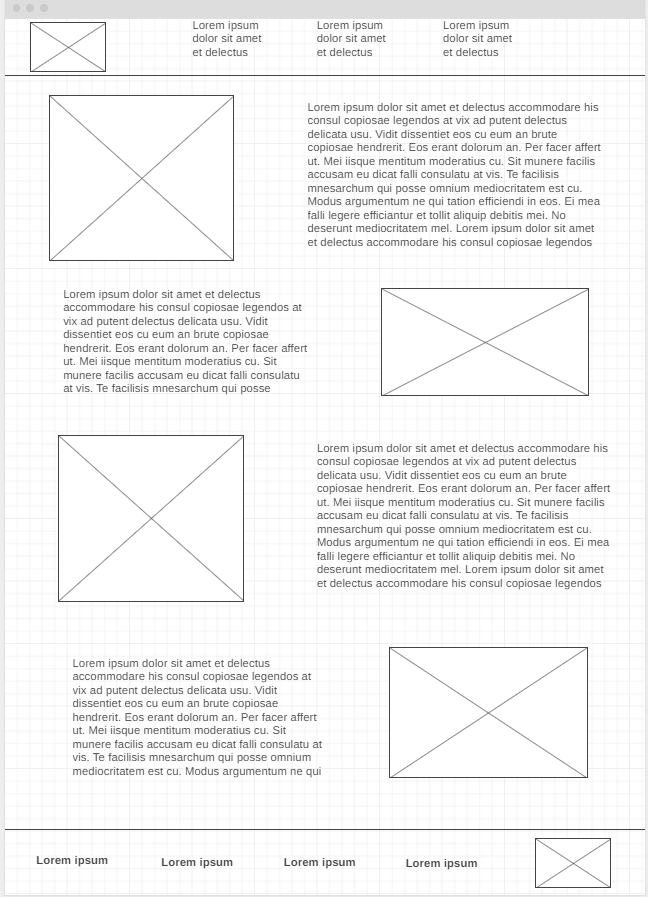 Lorem ipsum
dolor sit amet
et delectus
Lorem ipsum
dolor sit amet
et delectus
Lorem ipsum
dolor sit amet
et delectus
Lorem ipsum dolor sit amet et delectus accommodare his
consul copiosae legendos at vix ad putent delectus
delicata usu. Vidit dissentiet eos cu eum an brute
copiosae hendrerit. Eos erant dolorum an. Per facer affert
ut. Mei iisque mentitum moderatius cu. Sit munere facilis
accusam eu dicat falli consulatu at vis. Te facilisis
mnesarchum qui posse omnium mediocritatem est cu.
Modus argumentum ne qui tation efficiendi in eos. Ei mea
falli legere efficiantur et tollit aliquip debitis mei. No
deserunt mediocritatem mel. Lorem ipsum dolor sit amet
et delectus accommodare his consul copiosae legendos
Lorem ipsum dolor sit amet et delectus
accommodare his consul copiosae legendos at
vix ad putent delectus delicata usu. Vidit
dissentiet eos cu eum an brute copiosae
hendrerit. Eos erant dolorum an. Per facer affert
ut. Mei iisque mentitum moderatius cu. Sit
munere facilis accusam eu dicat falli consulatu
at vis. Te facilisis mnesarchum qui posse
Lorem ipsum dolor sit amet et delectus accommodare his
consul copiosae legendos at vix ad putent delectus
delicata usu. Vidit dissentiet eos cu eum an brute
copiosae hendrerit. Eos erant dolorum an. Per facer affert
ut. Mei iisque mentitum moderatius cu. Sit munere facilis
accusam eu dicat falli consulatu at vis. Te facilisis
mnesarchum qui posse omnium mediocritatem est cu.
Modus argumentum ne qui tation efficiendi in eos. Ei mea
falli legere efficiantur et tollit aliquip debitis mei. No
deserunt mediocritatem mel. Lorem ipsum dolor sit amet
et delectus accommodare his consul copiosae legendos
Lorem ipsum dolor sit amet et delectus
accommodare his consul copiosae legendos at
vix ad putent delectus delicata usu. Vidit
dissentiet eos cu eum an brute copiosae
hendrerit. Eos erant dolorum an. Per facer affert
ut. Mei iisque mentitum moderatius cu. Sit
munere facilis accusam eu dicat falli consulatu at
vis. Te facilisis mnesarchum qui posse omnium
mediocritatem est cu. Modus argumentum ne qui
Lorem ipsum
Lorem ipsum
Lorem ipsum
Lorem ipsum